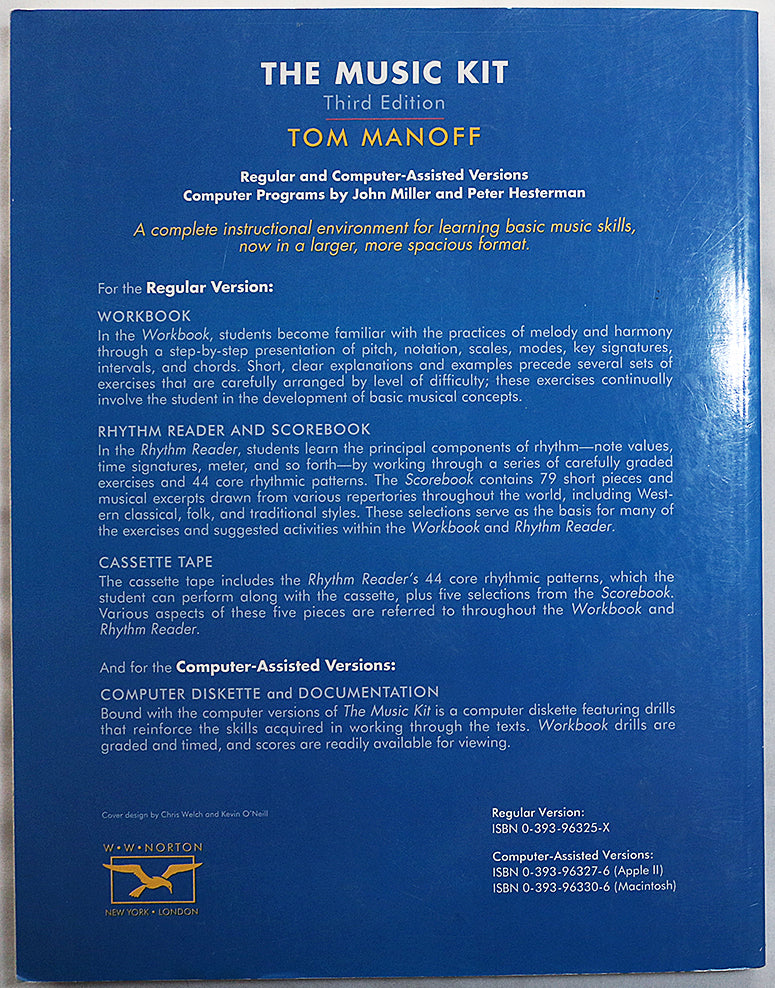 THE MUSIC KIT
Third Edition
TOM MANOFF
Regular and Computer-Assisted Versions
Computer Programs by John Miller and Peter Hesterman
A complete instructional environment for learning basic music skills,
now in a larger, more spacious format.
For the Regular Version:
WORKBOOK
In the Workbook, students become familiar with the practices of melody and harmony
through a step-by-step presentation of pitch, notation, scales, modes, key signatures,
intervals, and chords. Short, clear explanations and examples precede several sets of
exercises that are carefully arranged by level of difficulty; these exercises continually
involve the student in the development of basic musical concepts.
RHYTHM READER AND SCOREBOOK
In the Rhythm Reader, students learn the principal components of rhythm—note values,
time signatures, meter, and so forth—by working through a series of carefully graded
exercises and 44 core rhythmic patterns. The Scorebook contains 79 short pieces and
musical excerpts drawn from various repertories throughout the world, including West-
ern classical, folk, and traditional styles. These selections serve as the basis for many of
the exercises and suggested activities within the Workbook and Rhythm Reader.
CASSETTE TAPE
The cassette tape includes the Rhythm Reader's 44 core rhythmic patterns, which the
student can perform along with the cassette, plus five selections from the Scorebook.
Various aspects of these five pieces are referred to throughout the Workbook and
Rhythm Reader.
And for the Computer-Assisted Versions:
COMPUTER DISKETTE and DOCUMENTATION
Bound with the computer versions of The Music Kit is a computer diskette featuring drills
that reinforce the skills acquired in working through the texts. Workbook drills are
graded and timed, and scores are readily available for viewing.
Cover design by Chris Welch and Kevin O'Neill
W•W•NORTON
NEW YORK • LONDON
Regular Version:
ISBN 0-393-96325-X
Computer-Assisted Versions:
ISBN 0-393-96327-6 (Apple II)
ISBN 0-393-96330-6 (Macintosh)